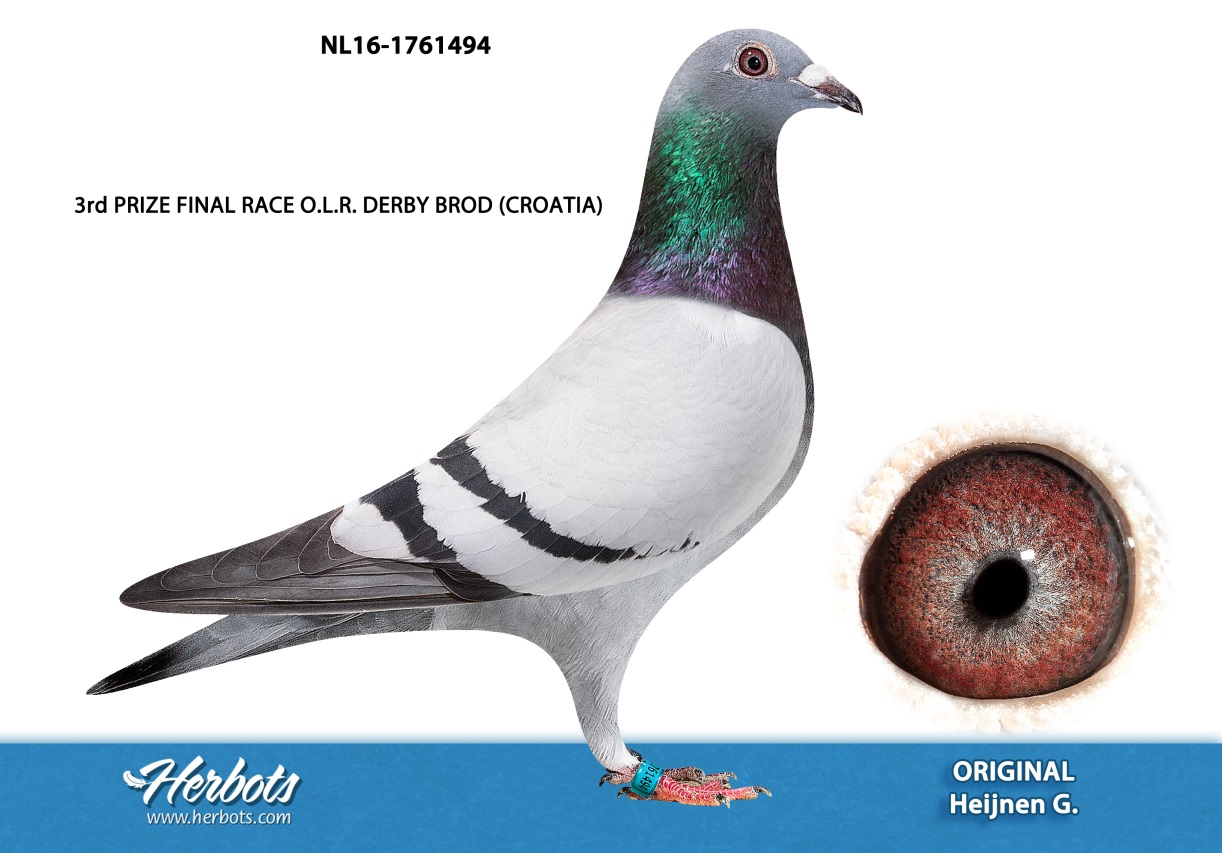 NL16-1761494
3rd PRIZE FINAL RACE O.L.R. DERBY BROD (CROATIA)
Herbots
www.herbots.com
ORIGINAL
Heijnen G.